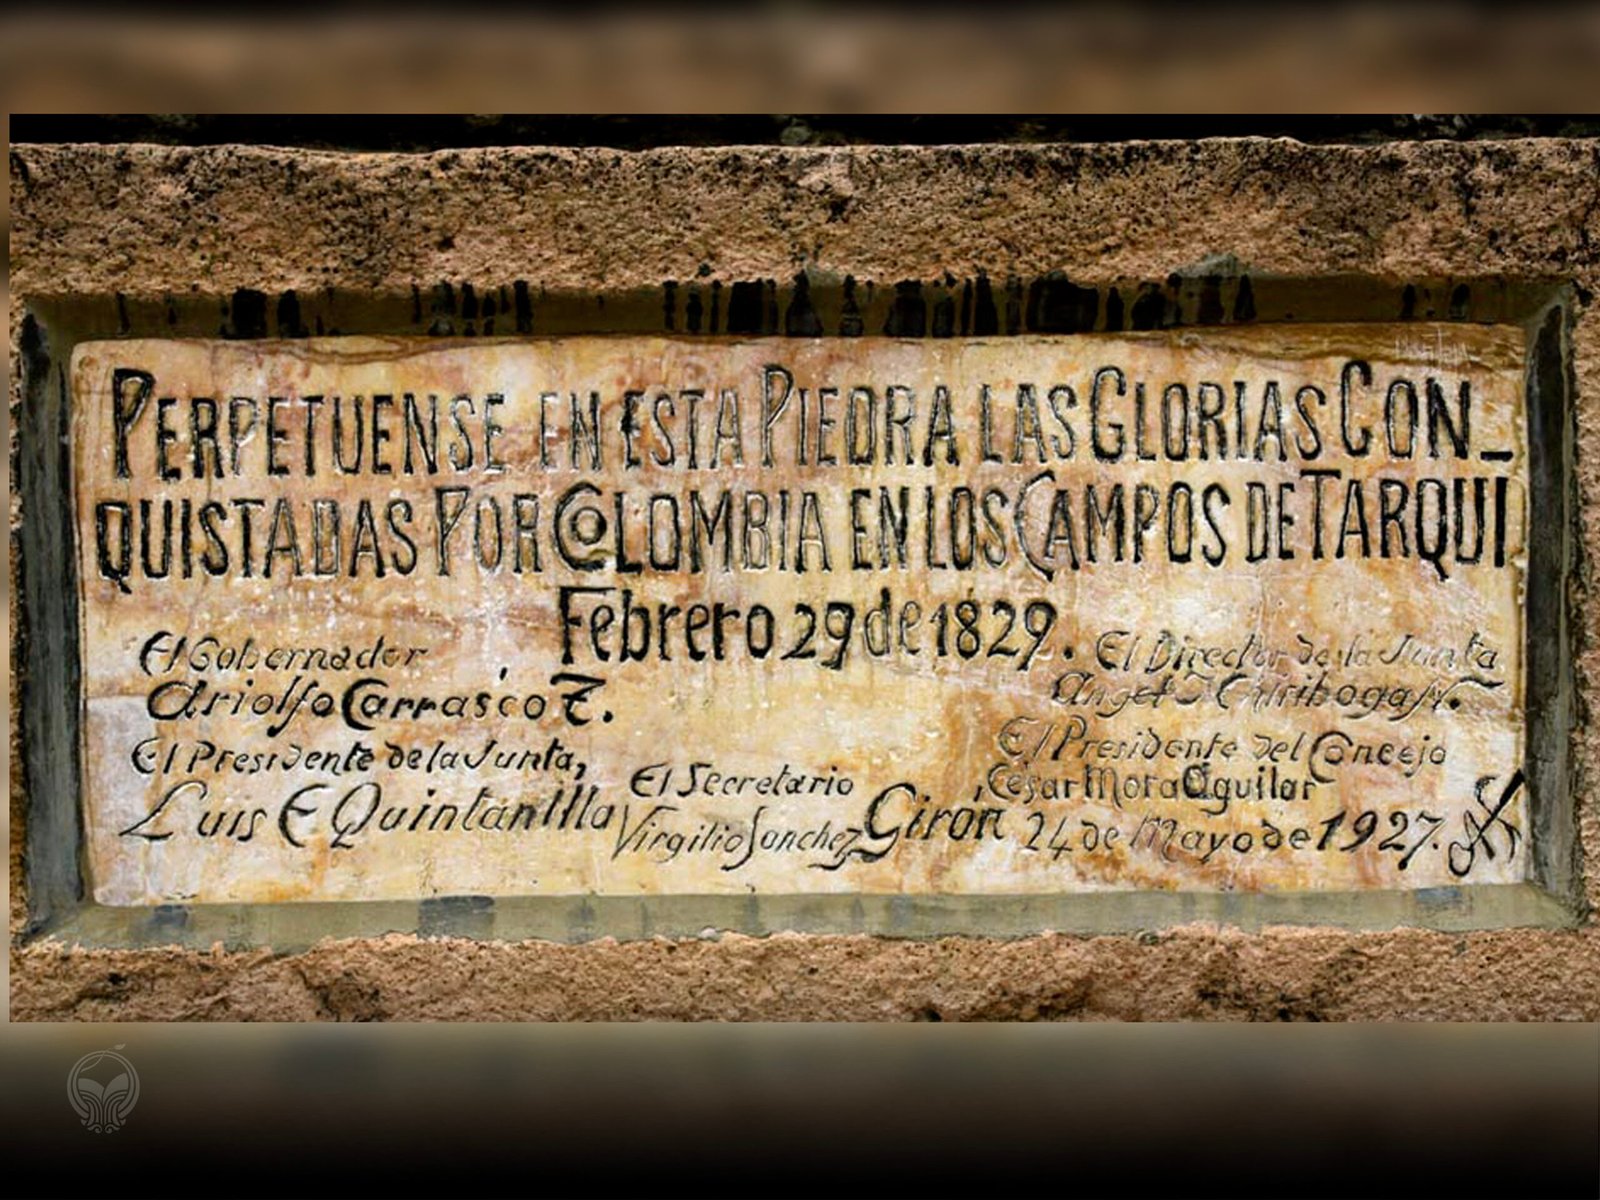 PERPETUENSE EN ESTA PIEDRA LAS GLORIAS CON_
QUISTADAS POR COLOMBIA EN LOS CAMPOS DE TARQUI
Febrero 29 de 1829.
El Gobernador
Ariolfo Carrasco T.
El Presidente de la Junta,
Luis E Quintanilla
El Secretario
Virgilio Sanchez
Girón
El Director de la Junta
Angel I Chiriboga N.
El Presidente del Concejo
César Mora Aguilar
24 de Mayo de 1927.